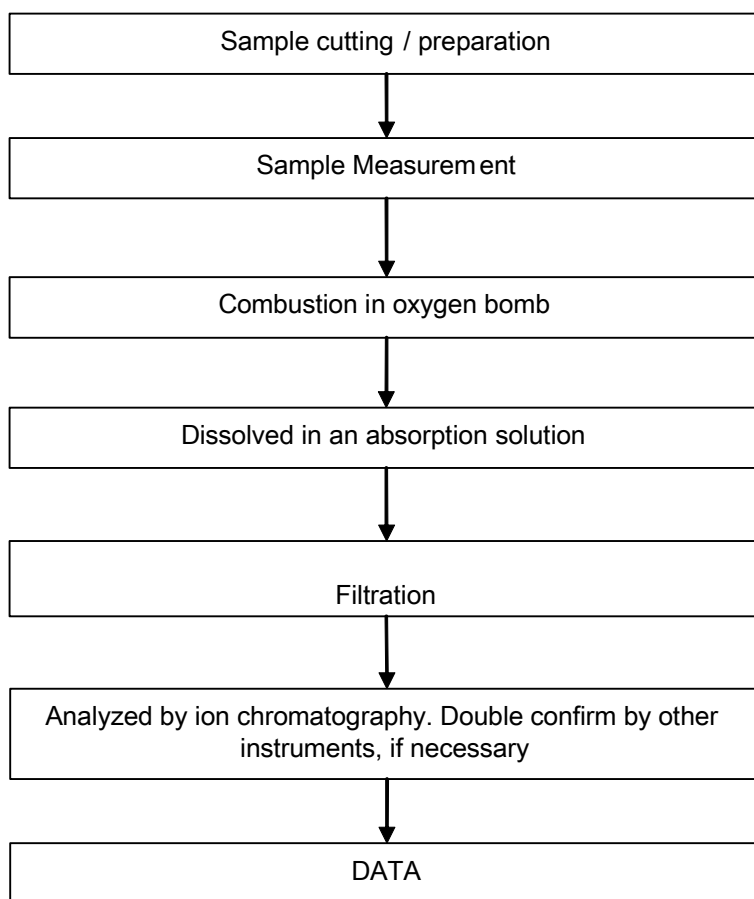 Sample cutting / preparation
Sample Measurement
Combustion in oxygen bomb
Dissolved in an absorption solution
Filtration
Analyzed by ion chromatography. Double confirm by other
instruments, if necessary
DATA